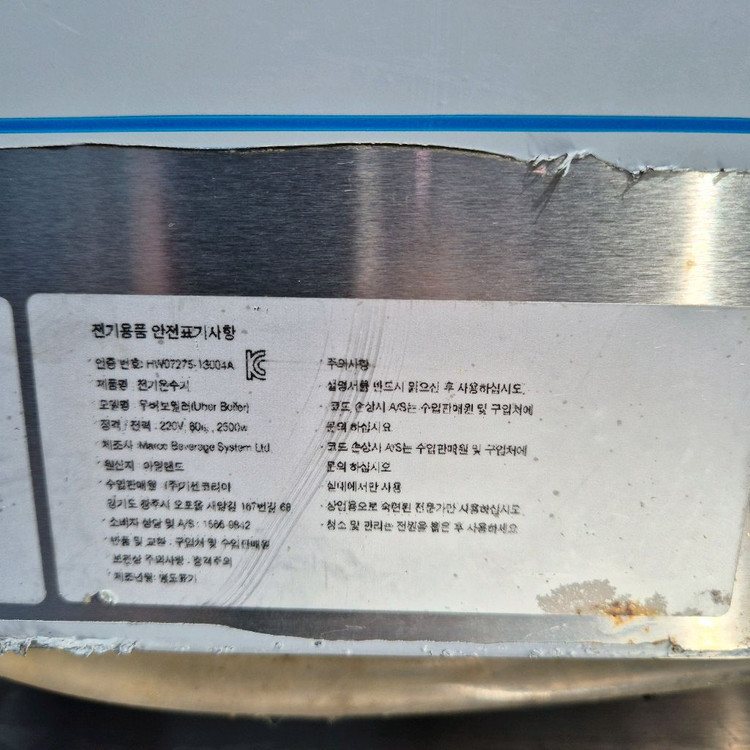 전기용품 안전표기사항
· 인증 번호: HW07275-13004A
· 제품명 : 전기온수기
· 모델명 : 우버보일러(Uber Boiler)
· 정격 / 전력 : 220V, 60hz, 2500w
· 제조사 :Marco Beverage System Ltd
· 원산지 : 아일랜드
· 수입판매원 : (주)기센코리아
경기도 광주시 오포읍 사양길 167번길 68
· 소비자 상담 및 A/S : 1566-0942
· 반품 및 교환 : 구입처 및 수입판매원
· 보관상 주의사항 :
· 제조년월: 별도표기
· 주의사항
· 설명서를 반드시 읽으신 후 사용하십시오.
· 코드 손상시 A/S는 수입판매원 및 구입처에
문의 하십시요
· 코드 손상시 A/S는 수입판매원 및 구입처에
문의 하십시오
· 실내에서만 사용
· 상업용으로 숙련된 전문가만 사용하십시오
· 청소 및 관리는 전원을 뽑은 후 사용하세요